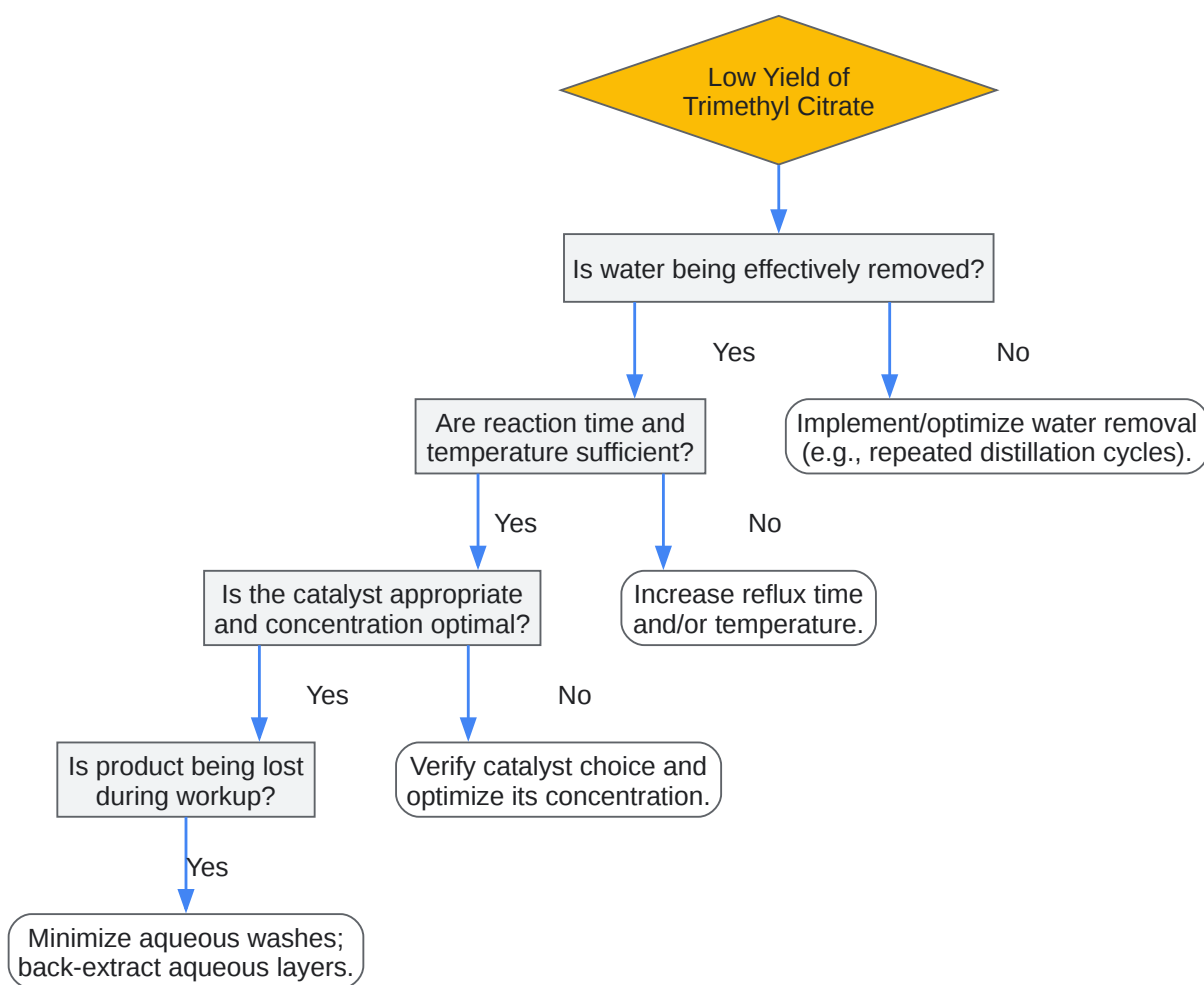 Low Yield of
Trimethyl Citrate
Is water being effectively removed?
Yes
No
Are reaction time and
temperature sufficient?
Implement/optimize water removal
(e.g., repeated distillation cycles).
Yes
No
Is the catalyst appropriate
and concentration optimal?
Increase reflux time
and/or temperature.
Yes
No
Is product being lost
during workup?
Verify catalyst choice and
optimize its concentration.
Yes
Minimize aqueous washes;
back-extract aqueous layers.